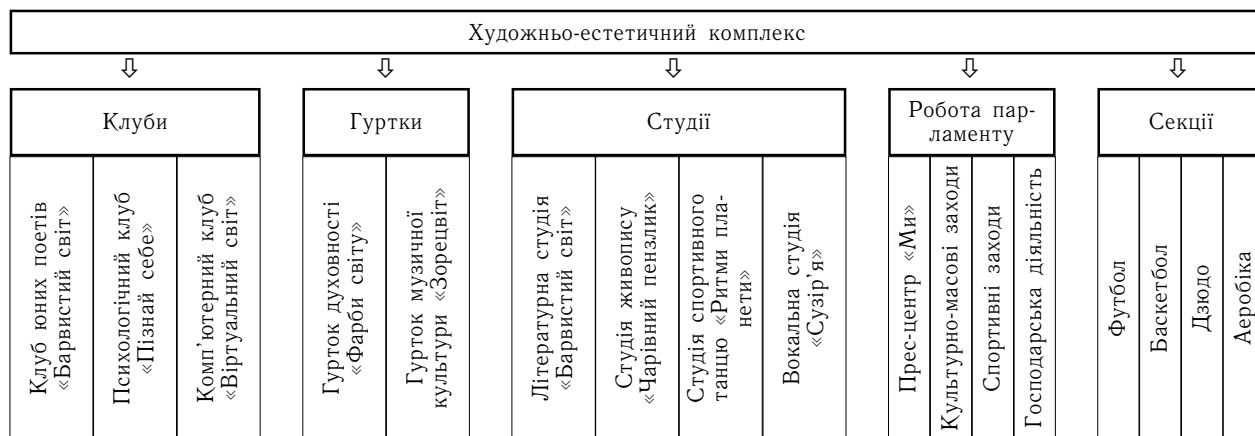 Художньо-естетичний комплекс
Клуби
Гуртки
Студії
Робота пар-
ламенту
Секції
Клуб юних поетів
«Барвистий світ»
Психологічний клуб
«Пізнай себе»
Комп'ютерний клуб
«Віртуальний світ»
Гурток духовності
«Фарби світу»
Гурток музичної
культури «Зорецвіт»
Літературна студія
«Барвистий світ»
Студія живопису
«Чарівний пензлик»
Студія спортивного
танцю «Ритми пла-
нети»
Вокальна студія
«Сузір'я»
Прес-центр «Ми»
Культурно-масові заходи
Спортивні заходи
Господарська діяльність
Футбол
Баскетбол
Дзюдо
Аеробіка